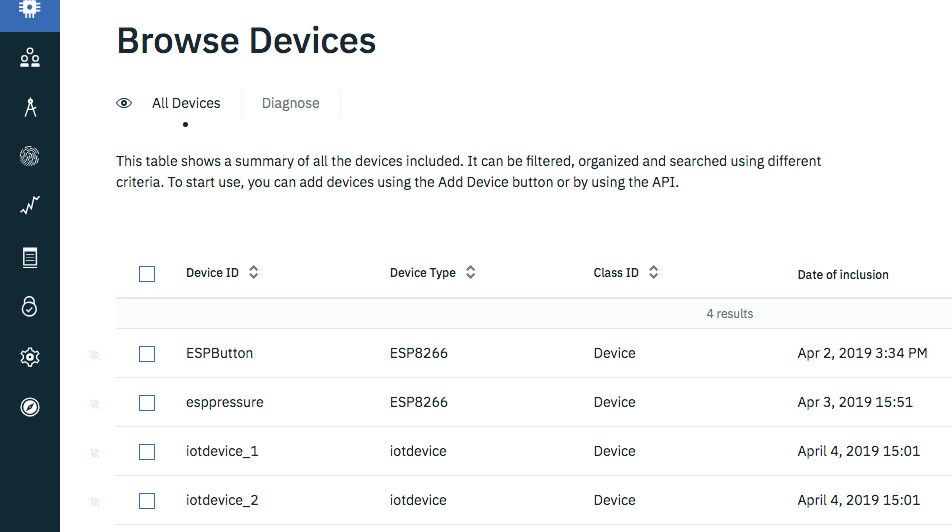 Browse Devices
All Devices Diagnose
This table shows a summary of all the devices included. It can be filtered, organized and searched using different
criteria. To start use, you can add devices using the Add Device button or by using the API.
Device ID Device Type Class ID Date of inclusion
4 results
ESPButton ESP8266 Device Apr 2, 2019 3:34 PM
esppressure ESP8266 Device Apr 3, 2019 15:51
iotdevice_1 iotdevice Device April 4, 2019 15:01
iotdevice_2 iotdevice Device April 4, 2019 15:01